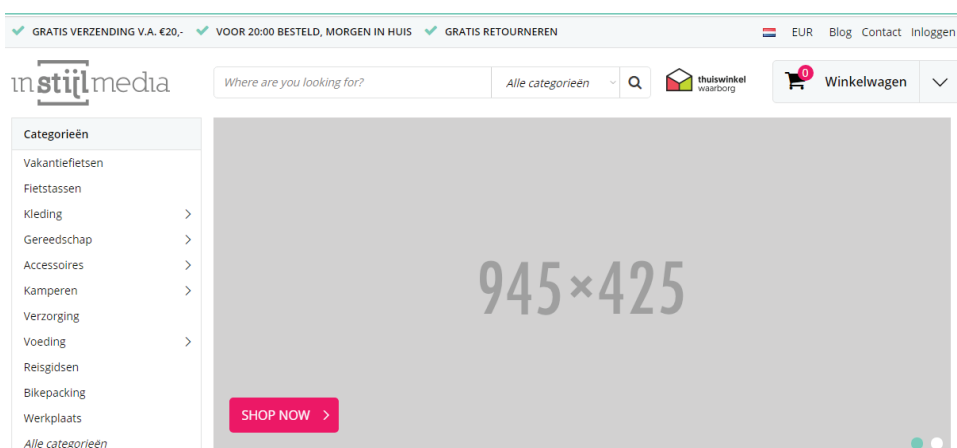 GRATIS VERZENDING V.A. €20,- VOOR 20:00 BESTELD, MORGEN IN HUIS GRATIS RETOURNEREN EUR Blog Contact Inloggen
instijlmedia
Where are you looking for? Alle categorieën
thuiswinkel
waarborg
0
Winkelwagen
Categorieën
Vakantiefietsen
Fietstassen
Kleding
Gereedschap
Accessoires
Kamperen
Verzorging
Voeding
Reisgidsen
Bikepacking
Werkplaats
Alle categorieën
945×425
SHOP NOW